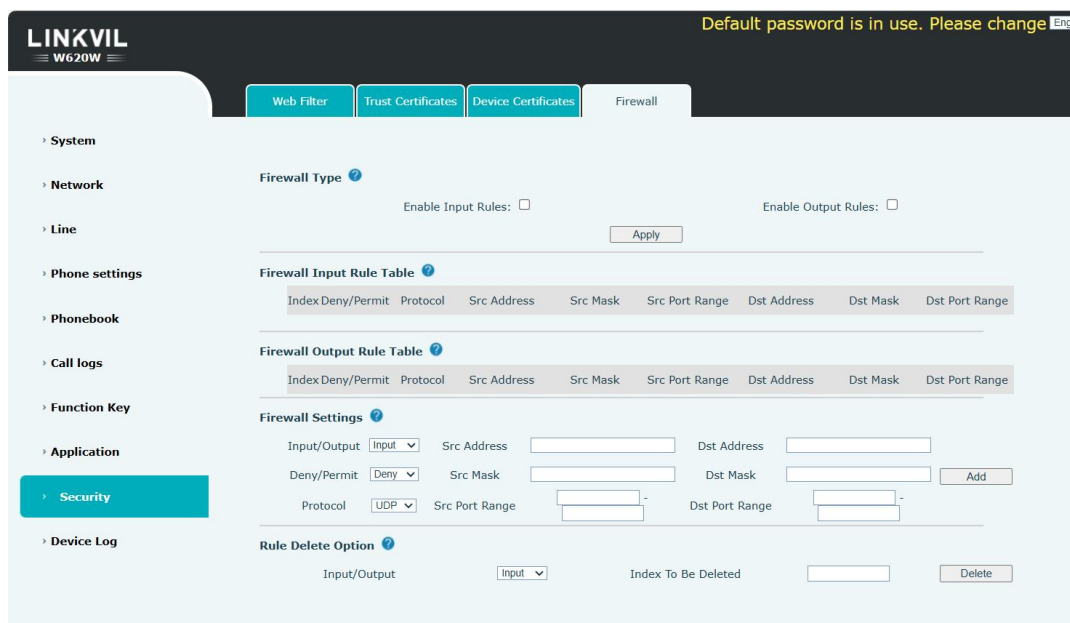 Default password is in use. Please change
LINKVIL
W620W
Web Filter Trust Certificates Device Certificates Firewall
System
Network
Line
Phone settings
Phonebook
Call logs
Function Key
Application
Security
Device Log
Firewall Type ?
Enable Input Rules: Enable Output Rules:
Apply
Firewall Input Rule Table ?
Index Deny/Permit Protocol Src Address Src Mask Src Port Range Dst Address Dst Mask Dst Port Range
Firewall Output Rule Table ?
Index Deny/Permit Protocol Src Address Src Mask Src Port Range Dst Address Dst Mask Dst Port Range
Firewall Settings ?
Input/Output Input Src Address Dst Address
Deny/Permit Deny Src Mask Dst Mask Add
Protocol UDP Src Port Range - Dst Port Range -
Rule Delete Option ?
Input/Output Input Index To Be Deleted Delete